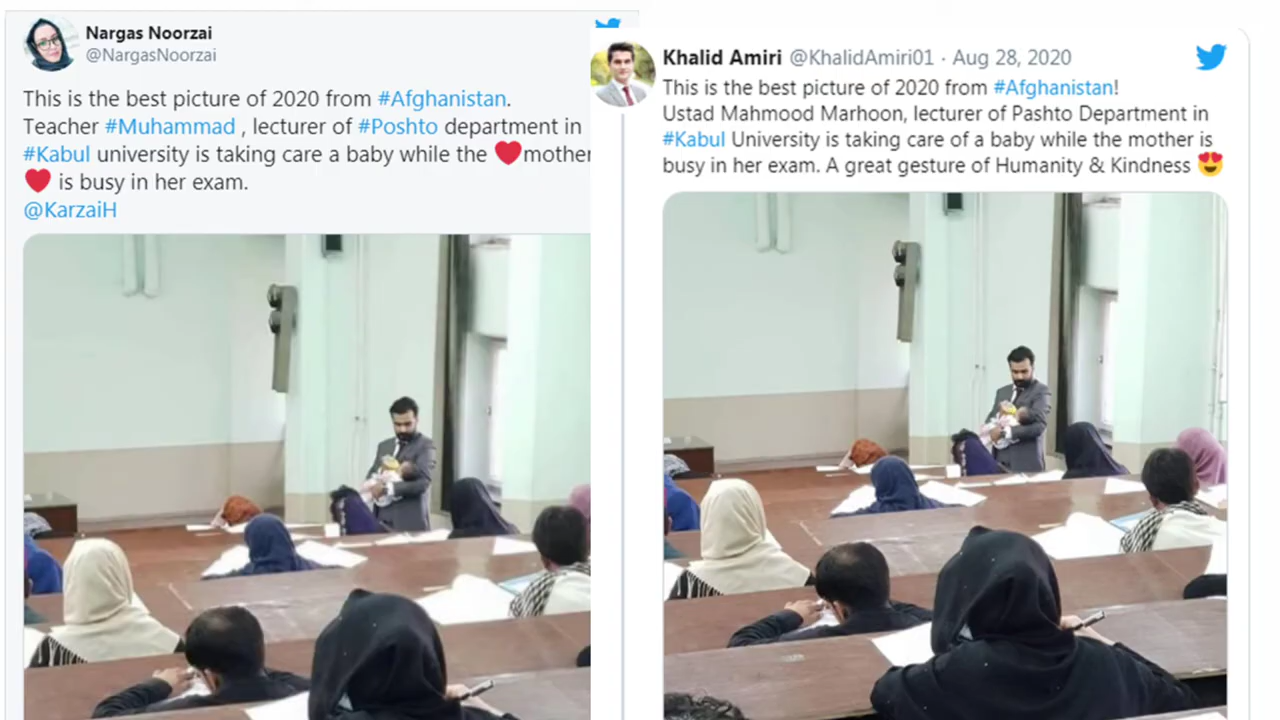 Nargas Noorzai
@NargasNoorzai
This is the best picture of 2020 from #Afghanistan.
Teacher #Muhammad , lecturer of #Poshto department in
#Kabul university is taking care a baby while the ❤️mother
❤️ is busy in her exam.
@KarzaiH
Khalid Amiri @KhalidAmiri01 · Aug 28, 2020
This is the best picture of 2020 from #Afghanistan!
Ustad Mahmood Marhoon, lecturer of Pashto Department in
#Kabul University is taking care of a baby while the mother is
busy in her exam. A great gesture of Humanity & Kindness 😍